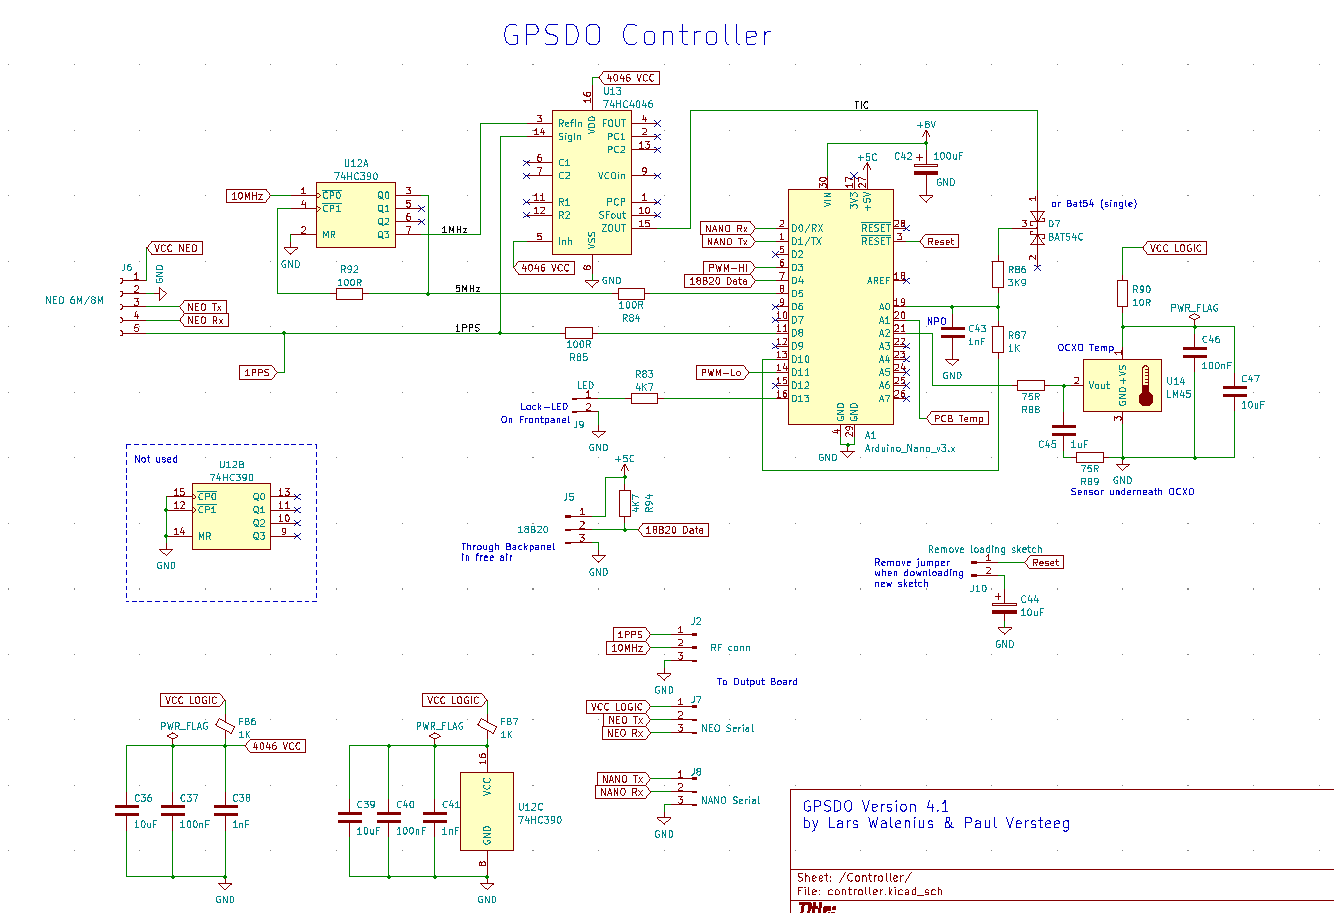 GPSDO Controller
4046 VCC
16
U13
74HC4046
VDD
3 RefIn FOUT 4
14 SigIn PC1 2
PC2 13
6 C1
7 C2 VCOin 9
11 R1 PCP 1
12 R2 SFout 10
5 Inh ZOUT 15
VSS
8
GND
4046 VCC
TIC
U12A
74HC390
10MHz
1 CP0 Q0 3
4 CP1 Q1 5
Q2 6
2 MR Q3 7
GND
1MHz
VCC NEO
J6
GND
NEO 6M/8M
1
2
3 NEO Tx
4 NEO Rx
5
R92
100R
5MHz
100R
R84
1PPS
100R
R85
1PPS
+8V
C42
100uF
GND
+5C
30 17 27
VIN 3V3 +5V
NANO Rx 2 D0/RX RESET 28
NANO Tx 1 D1/TX RESET 3 Reset
5 D2
PWM-HI 6 D3
18B20 Data 7 D4 AREF 18
8 D5
9 D6 A0 19
10 D7 A1 20
11 D8 A2 21
12 D9 A3 22
13 D10 A4 23
PWM-Lo 14 D11 A5 24
15 D12 A6 25
16 D13 A7 26
GND GND
4 29
GND
A1
Arduino_Nano_v3.x
or Bat54 (single)
1
3
2
D7
BAT54C
R86
3K9
NPO
C43
1nF
GND
R87
1K
VCC LOGIC
R90
10R
PWR_FLAG
C46
100nF
C47
10uF
OCXO Temp
1
2 Vout
+VS
GND
3
U14
LM45
75R
R88
C45
1uF
75R
R89
GND
Sensor underneath OCXO
PCB Temp
LED
1
2
J9
R83
4K7
Lock-LED
On Frontpanel
GND
Not used
U12B
74HC390
15 CP0 Q0 13
12 CP1 Q1 11
Q2 10
14 MR Q3 9
GND
+5C
4K7
R94
J5
1
18B20 2
3
18B20 Data
Through Backpanel
in free air
GND
Remove loading sketch
Remove jumper
when downloading
new sketch
1 Reset
2
J10
C44
10uF
GND
J2
1PPS 1
10MHz 2
3
RF conn
GND
To Output Board
J7
VCC LOGIC 1
NEO Tx 2
NEO Rx 3
NEO Serial
J8
NANO Tx 1
NANO Rx 2
3
NANO Serial
GND
VCC LOGIC
PWR_FLAG
FB6
1K
4046 VCC
C36
10uF
C37
100nF
C38
1nF
GND
VCC LOGIC
PWR_FLAG
FB7
1K
16
VCC
GND
8
U12C
74HC390
C39
10uF
C40
100nF
C41
1nF
GND
GPSDO Version 4.1
by Lars Walenius & Paul Versteeg
Sheet: /Controller/
File: controller.kicad_sch
Title: